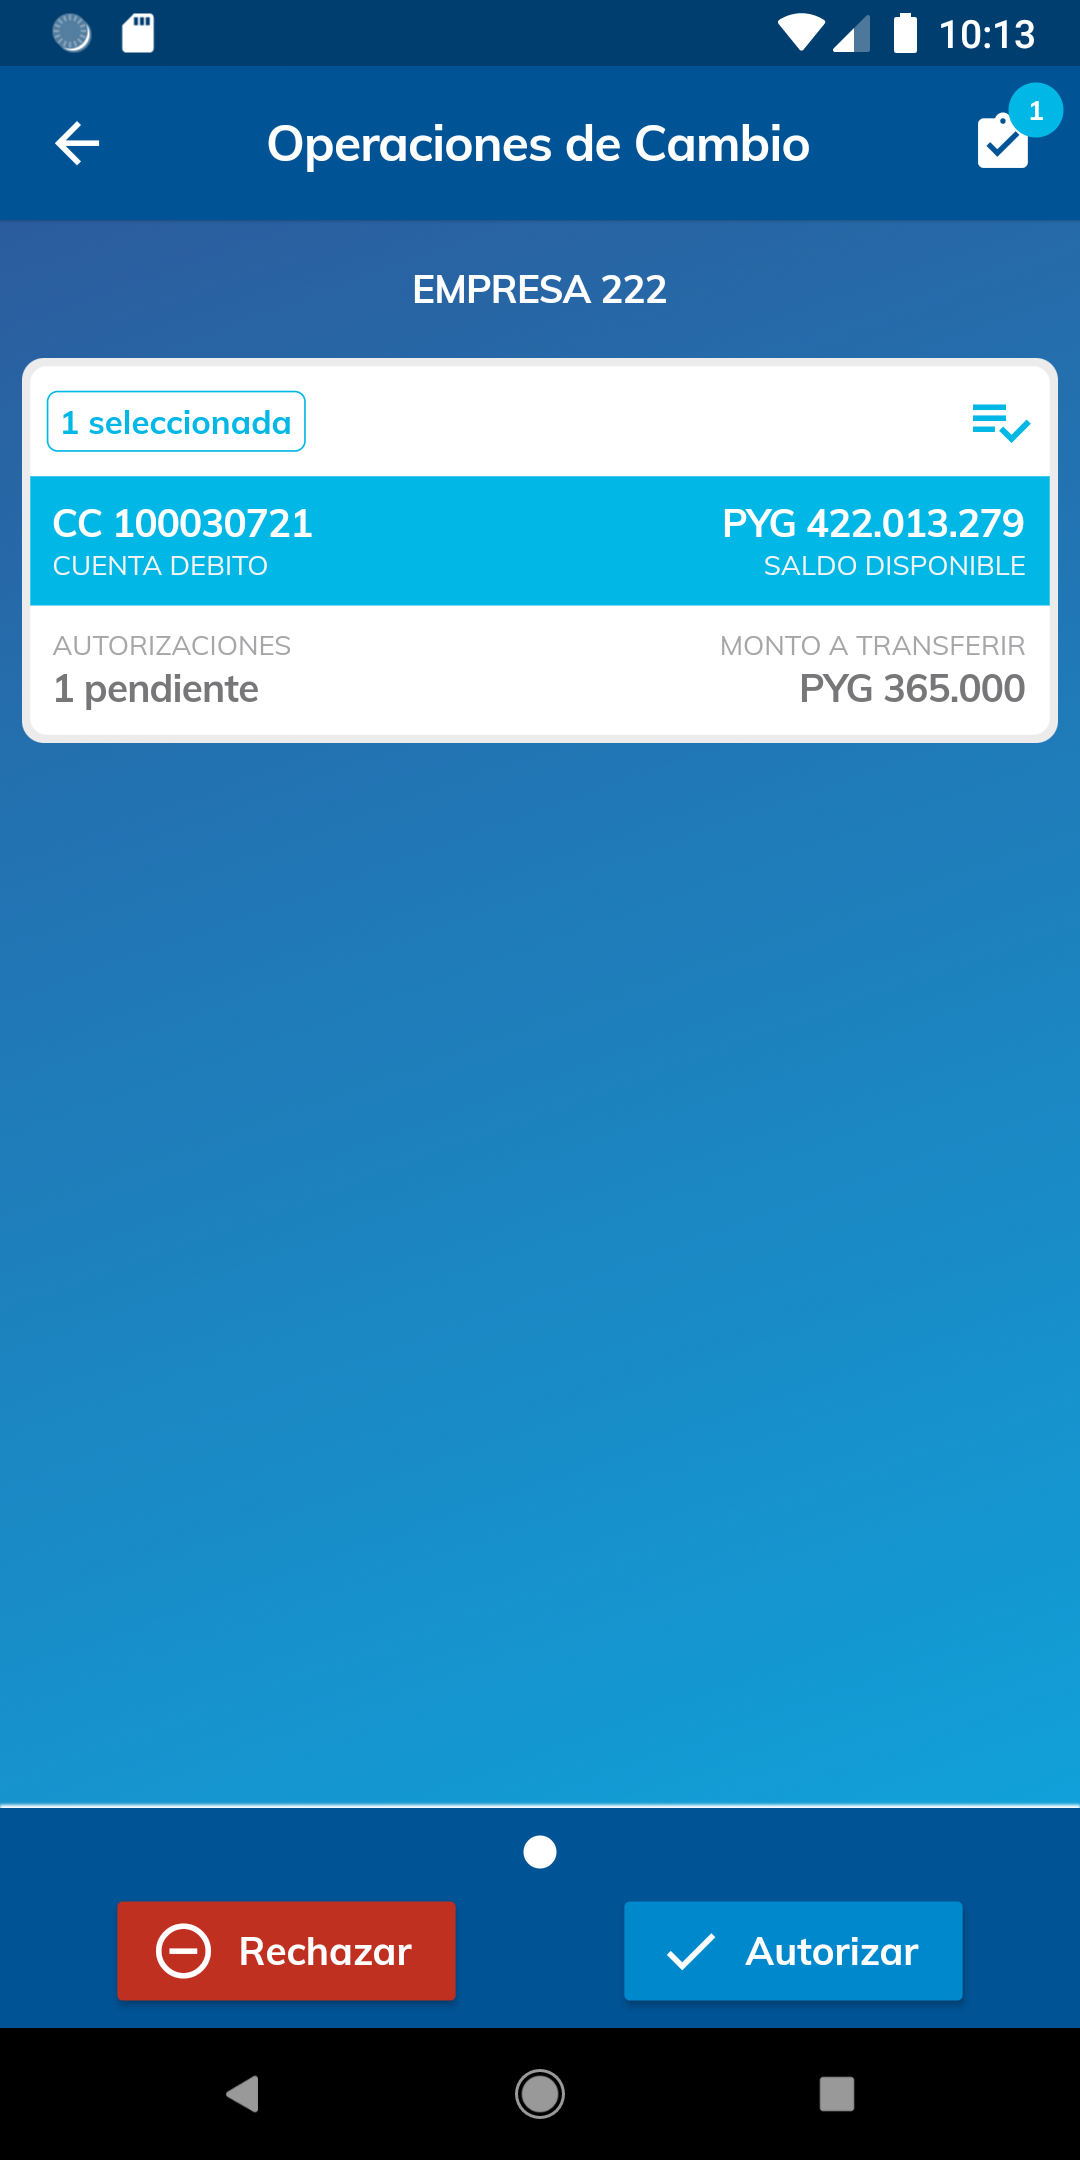 10:13
Operaciones de Cambio
1
EMPRESA 222
1 seleccionada
CC 100030721 PYG 422.013.279
CUENTA DEBITO SALDO DISPONIBLE
AUTORIZACIONES MONTO A TRANSFERIR
1 pendiente PYG 365.000
Rechazar Autorizar